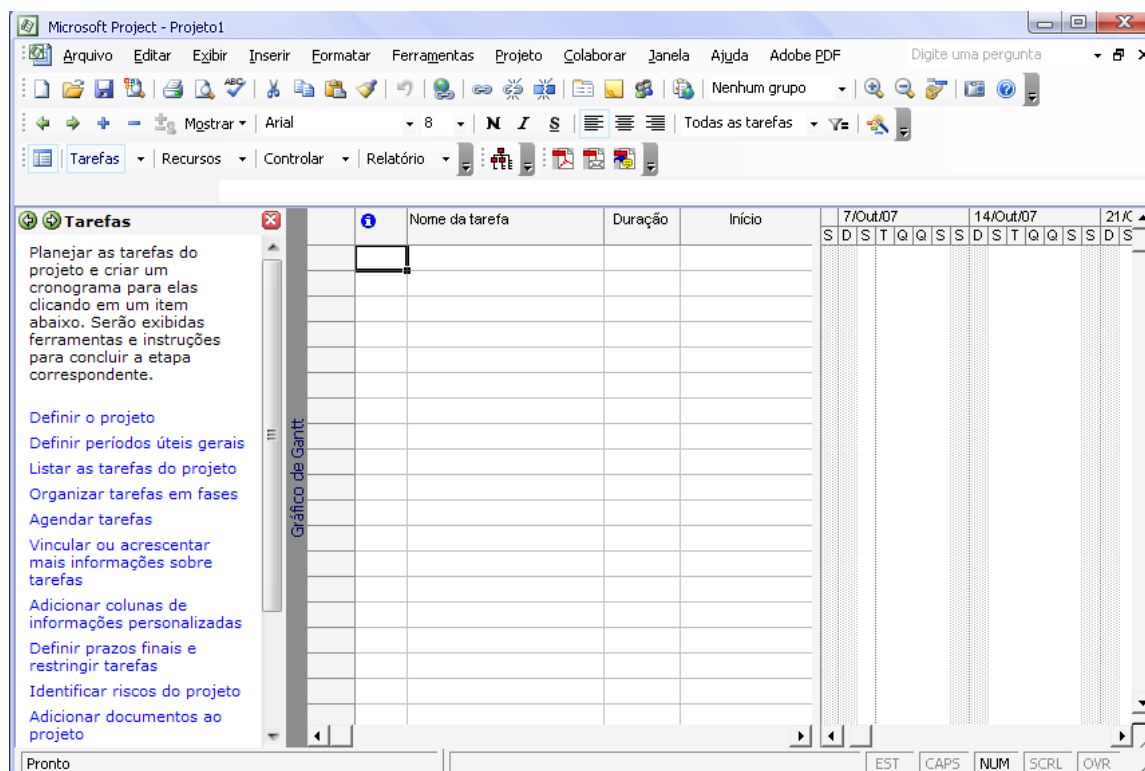 Microsoft Project - Projeto1
Arquivo Editar Exibir Inserir Formatar Ferramentas Projeto Colaborar Janela Ajuda Adobe PDF Digite uma pergunta
ABC Nenhum grupo
Mostrar Arial 8 N I S Todas as tarefas
Tarefas Recursos Controlar Relatório
Tarefas
Planejar as tarefas do
projeto e criar um
cronograma para elas
clicando em um item
abaixo. Serão exibidas
ferramentas e instruções
para concluir a etapa
correspondente.
Definir o projeto
Definir períodos úteis gerais
Listar as tarefas do projeto
Organizar tarefas em fases
Agendar tarefas
Vincular ou acrescentar
mais informações sobre
tarefas
Adicionar colunas de
informações personalizadas
Definir prazos finais e
restringir tarefas
Identificar riscos do projeto
Adicionar documentos ao
projeto
Gráfico de Gantt
Nome da tarefa Duração Início
7/Out/07 14/Out/07
S D S T Q Q S S D S T Q Q S S D S
Pronto EST CAPS NUM SCRL OVR